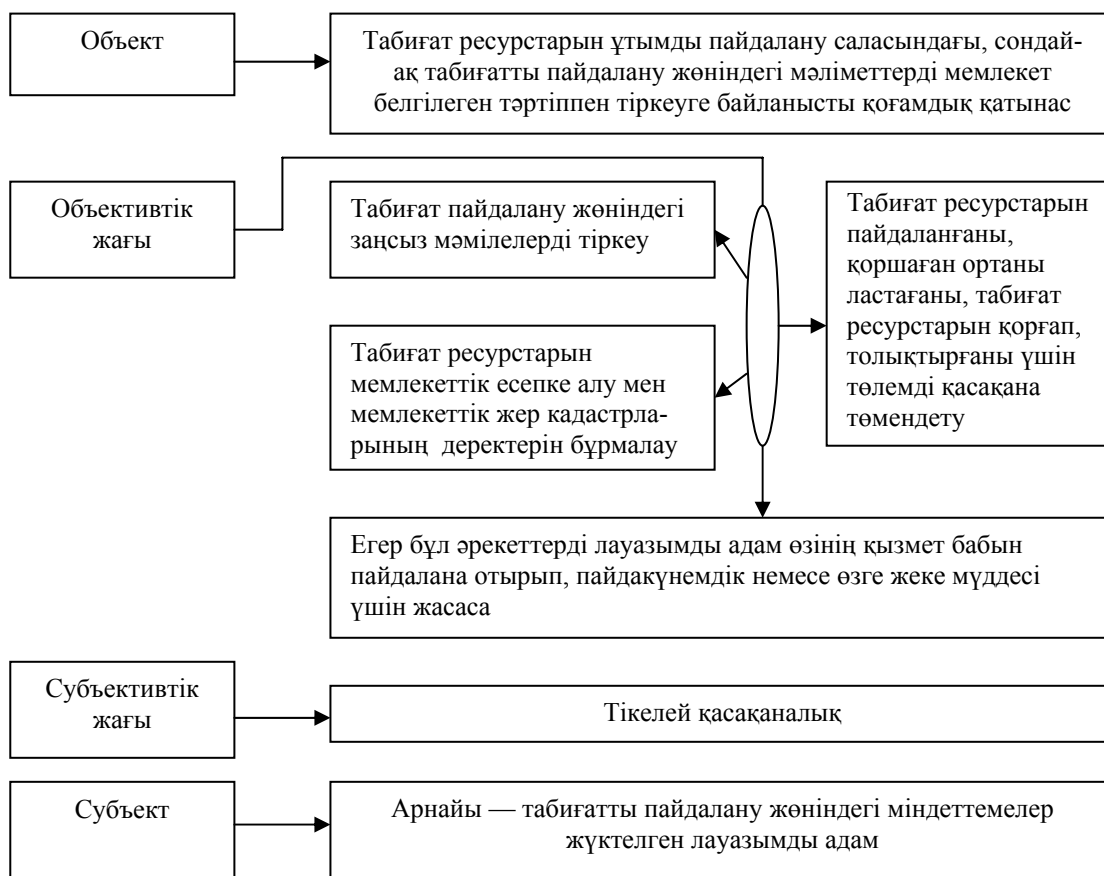 Объект
Табиғат ресурстарын ұтымды пайдалану саласындағы, сондай-
ақ табиғатты пайдалану жөніндегі мәліметтерді мемлекет
белгілеген тәртіппен тіркеуге байланысты қоғамдық қатынас
Объективтік
жағы
Табиғат пайдалану жөніндегі
заңсыз мәмілелерді тіркеу
Табиғат ресурстарын
пайдаланғаны,
қоршаған ортаны
ластағаны, табиғат
ресурстарын қорғап,
толықтырғаны үшін
төлемді қасақана
төмендету
Табиғат ресурстарын
мемлекеттік есепке алу мен
мемлекеттік жер кадастрла-
рының деректерін бұрмалау
Егер бұл әрекеттерді лауазымды адам өзінің қызмет бабын
пайдалана отырып, пайдакүнемдік немесе өзге жеке мүддесі
үшін жасаса
Субъективтік
жағы
Тікелей қасақаналық
Субъект
Арнайы — табиғатты пайдалану жөніндегі міндеттемелер
жүктелген лауазымды адам